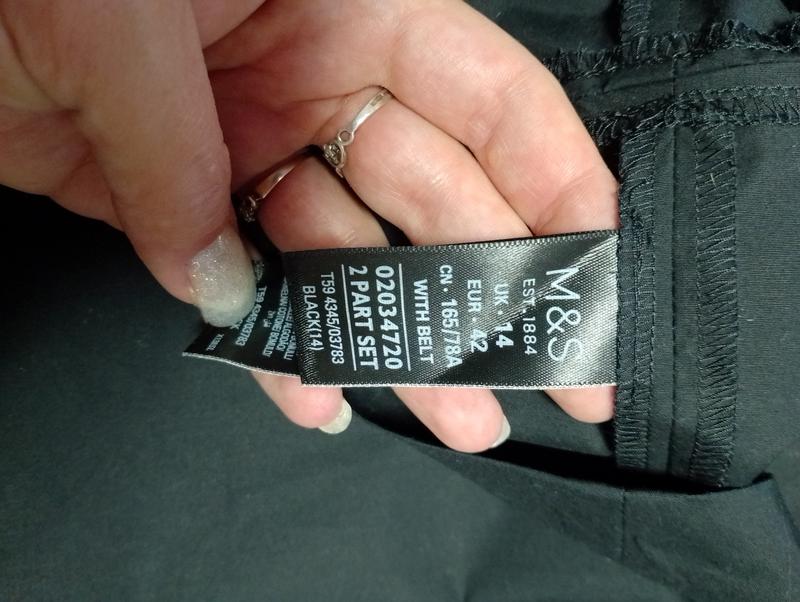 M&S
EST. 1884
UK · 14
EUR · 42
CN · 165/78A
WITH BELT
02034720
2 PART SET
T59 4345/03783
BLACK(14)